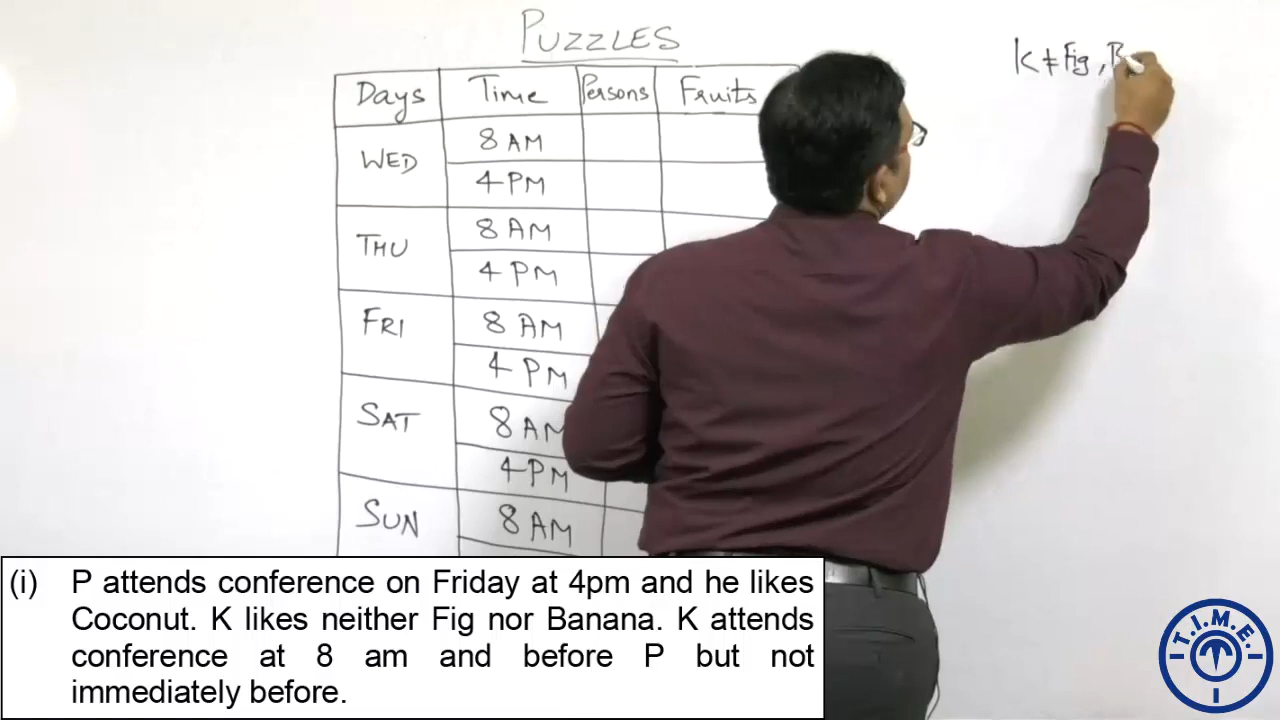 PUZZLES
K ≠ Fig, B
Days Time Persons Fruits
WED 8 AM
4 PM
THU 8 AM
4 PM
FRI 8 AM
4 PM
SAT 8 AM
4 PM
SUN 8 AM
(i) P attends conference on Friday at 4pm and he likes
Coconut. K likes neither Fig nor Banana. K attends
conference at 8 am and before P but not
immediately before.
T.I.M.E.